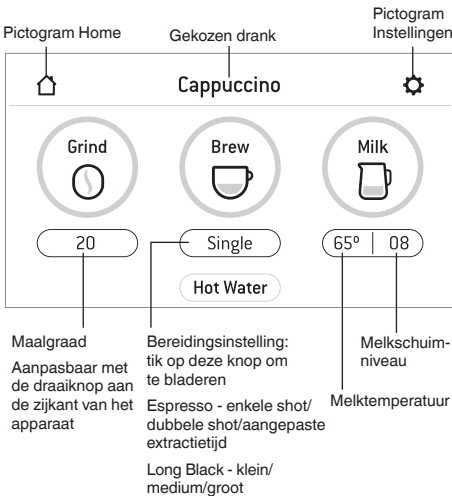 Pictogram Home
Gekozen drank
Pictogram
Instellingen
Cappuccino
Grind
Brew
Milk
20
Single
65º | 08
Hot Water
Maalgraad
Aanpasbaar met
de draaiknop aan
de zijkant van het
apparaat
Bereidingsinstelling:
tik op deze knop om
te bladeren
Espresso - enkele shot/
dubbele shot/aangepaste
extractietijd
Long Black - klein/
medium/groot
Melkschuim-
niveau
Melktemperatuur